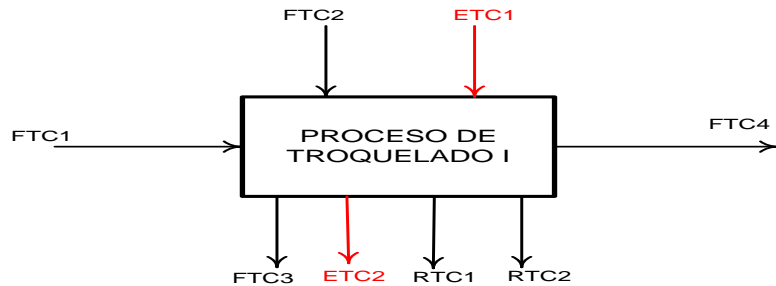 FTC2
ETC1
FTC1
PROCESO DE
TROQUELADO I
FTC4
FTC3
ETC2
RTC1
RTC2